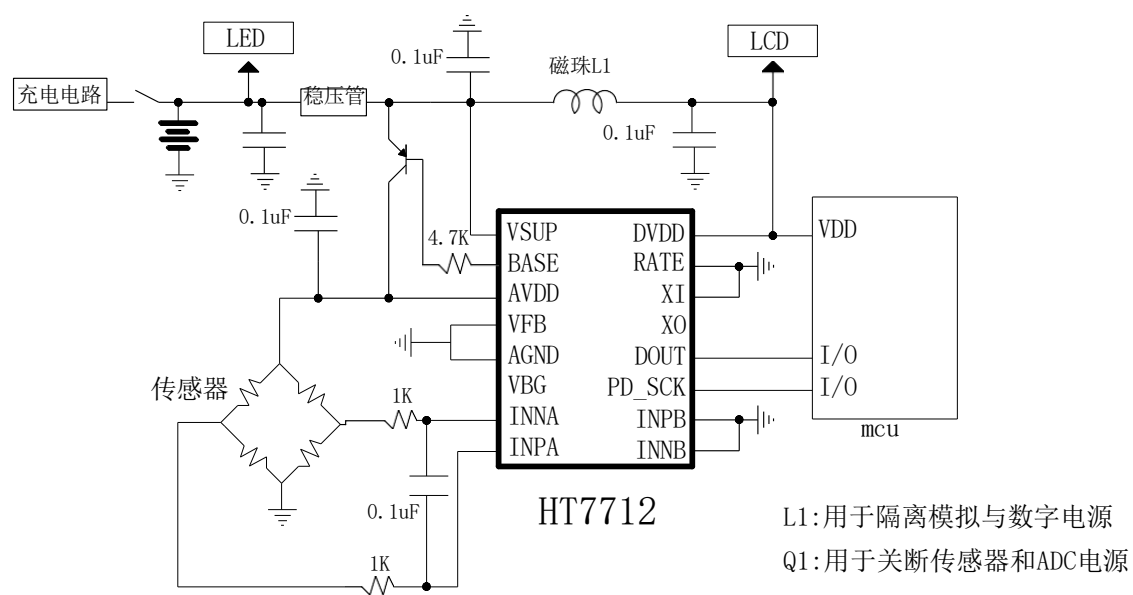 LED
LCD
0.1uF
磁珠L1
充电电路
稳压管
0.1uF
0.1uF
4.7K
VSUP
BASE
AVDD
VFB
AGND
VBG
INNA
INPA
DVDD
RATE
XI
XO
DOUT
PD_SCK
INPB
INNB
VDD
I/O
I/O
mcu
传感器
1K
0.1uF
1K
HT7712
L1:用于隔离模拟与数字电源
Q1:用于关断传感器和ADC电源